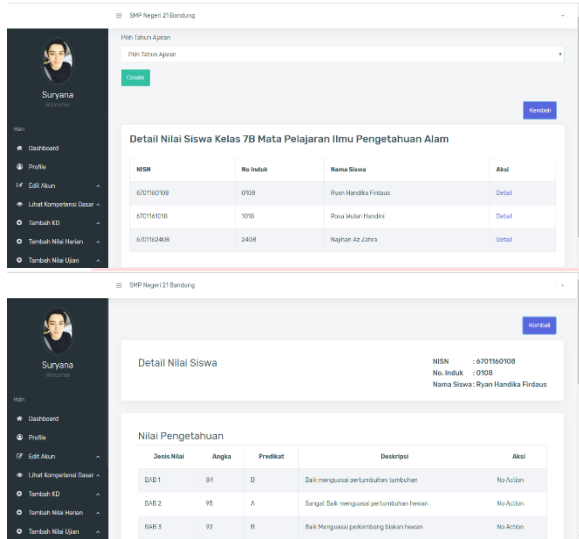 SMP Negeri 21 Bandung
Pilih Tahun Ajaran
Pilih Tahun Ajaran
Create
Suryana
Welcome
Kembali
Main
Dashboard
Profile
Edit Akun
Lihat Kompetensi Dasar
Tambah KD
Tambah Nilai Harian
Tambah Nilai Ujian
Detail Nilai Siswa Kelas 7B Mata Pelajaran Ilmu Pengetahuan Alam
NISN No Induk Nama Siswa Aksi
6701160108 0108 Ryan Handika Firdaus Detail
6701161018 1018 Rosa Wulan Handini Detail
6701162408 2408 Najihan Az Zahra Detail
SMP Negeri 21 Bandung
Kembali
Suryana
Welcome
Main
Dashboard
Profile
Edit Akun
Lihat Kompetensi Dasar
Tambah KD
Tambah Nilai Harian
Tambah Nilai Ujian
Detail Nilai Siswa
NISN : 6701160108
No. Induk : 0108
Nama Siswa : Ryan Handika Firdaus
Nilai Pengetahuan
Jenis Nilai Angka Predikat Deskripsi Aksi
BAB 1 84 B Baik menguasai pertumbuhan tumbuhan No Action
BAB 2 95 A Sangat Baik menguasai pertumbuhan hewan No Action
BAB 3 92 B Baik Menguasai perkembang biakan hewan No Action